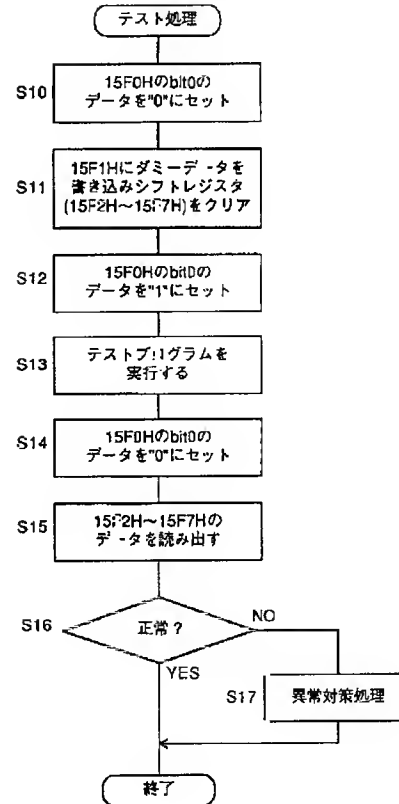 テスト処理
S10
15F0Hのbit0の
データを"0"にセット
S11
15F1Hにダミーデータを
書き込みシフトレジスタ
(15F2H～15F7H)をクリア
S12
15F0Hのbit0の
データを"1"にセット
S13
テストプログラムを
実行する
S14
15F0Hのbit0の
データを"0"にセット
S15
15F2H～15F7Hの
データを読み出す
S16
正常？
NO
YES
S17
異常対策処理
終了